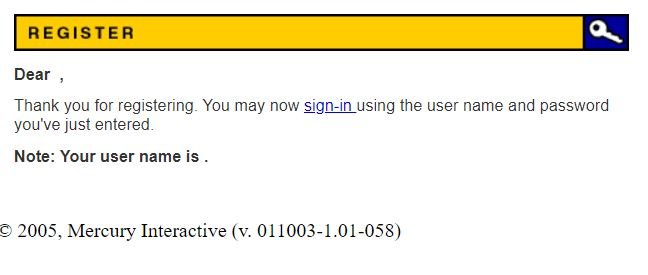 REGISTER
Dear  ,
Thank you for registering. You may now sign-in using the user name and password
you've just entered.
Note: Your user name is .
© 2005, Mercury Interactive (v. 011003-1.01-058)